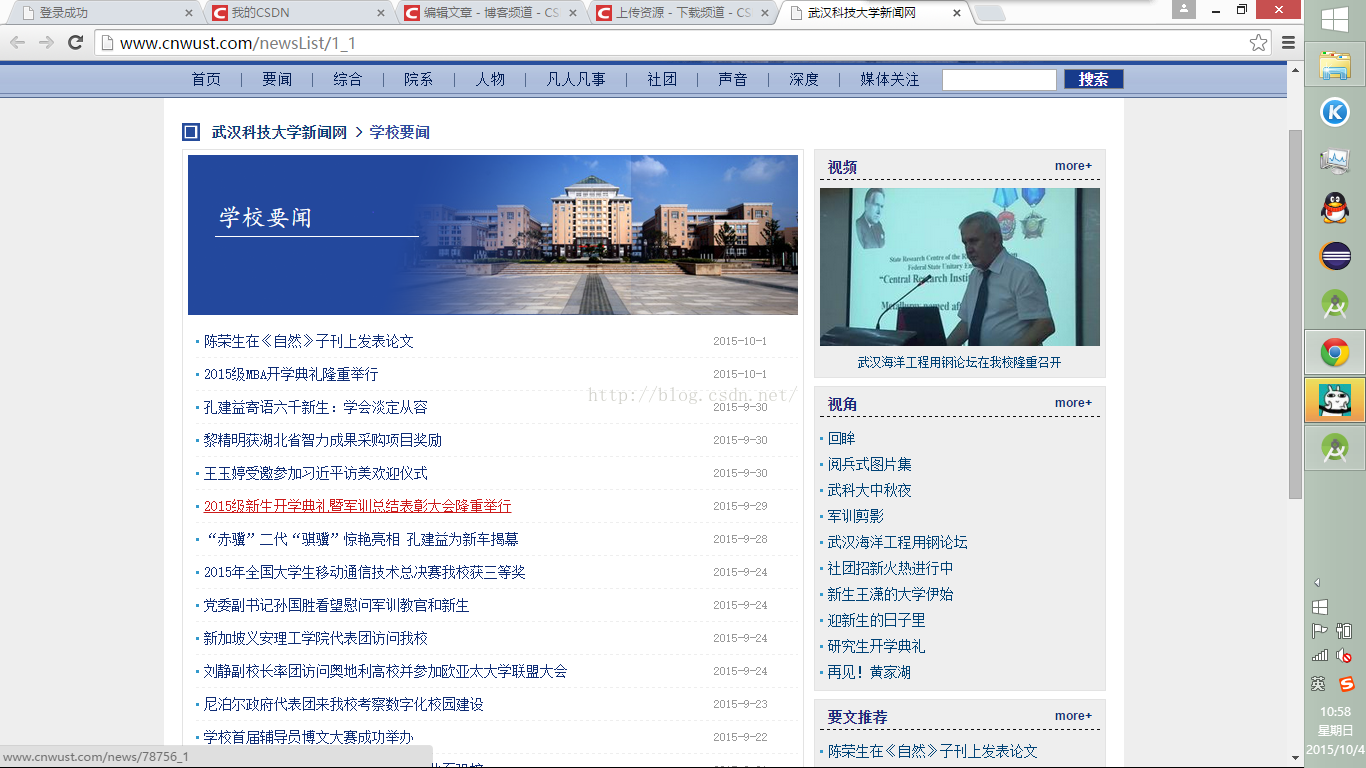 登录成功
我的CSDN
编辑文章 - 博客频道 - CS
上传资源 - 下载频道 - CS
武汉科技大学新闻网
www.cnwust.com/newsList/1_1
首页 | 要闻 | 综合 | 院系 | 人物 | 凡人凡事 | 社团 | 声音 | 深度 | 媒体关注 搜索
武汉科技大学新闻网 > 学校要闻
学校要闻
陈荣生在《自然》子刊上发表论文 2015-10-1
2015级MBA开学典礼隆重举行 2015-10-1
http://blog.csdn.net/
孔建益寄语六千新生：学会淡定从容 2015-9-30
黎精明获湖北省智力成果采购项目奖励 2015-9-30
王玉婷受邀参加习近平访美欢迎仪式 2015-9-30
2015级新生开学典礼暨军训总结表彰大会隆重举行 2015-9-29
“赤骥”二代“骐骥”惊艳亮相 孔建益为新车揭幕 2015-9-28
2015年全国大学生移动通信技术总决赛我校获三等奖 2015-9-24
党委副书记孙国胜看望慰问军训教官和新生 2015-9-24
新加坡义安理工学院代表团访问我校 2015-9-24
刘静副校长率团访问奥地利高校并参加欧亚太大学联盟大会 2015-9-24
尼泊尔政府代表团来我校考察数字化校园建设 2015-9-23
学校首届辅导员博文大赛成功举办 2015-9-22
www.cnwust.com/news/78756_1
视频 more+
State Research Centre of the R
Federal State Unitary
“Central Research Insti
Metallurgy named af
武汉海洋工程用钢论坛在我校隆重召开
视角 more+
回眸
阅兵式图片集
武科大中秋夜
军训剪影
武汉海洋工程用钢论坛
社团招新火热进行中
新生王潇的大学伊始
迎新生的日子里
研究生开学典礼
再见！黄家湖
要文推荐 more+
陈荣生在《自然》子刊上发表论文
英
10:58
星期日
2015/10/4